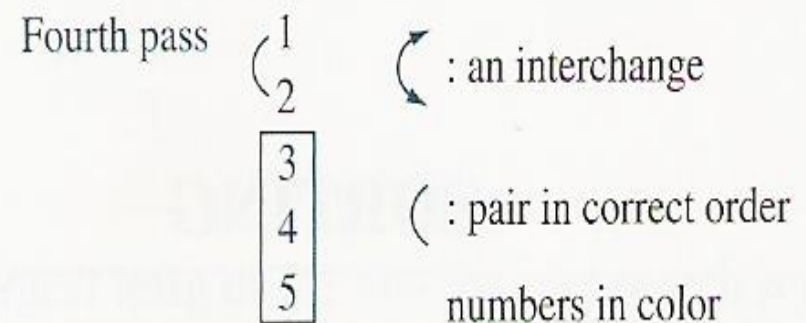 Fourth pass
1
2
3
4
5
: an interchange
: pair in correct order
numbers in color